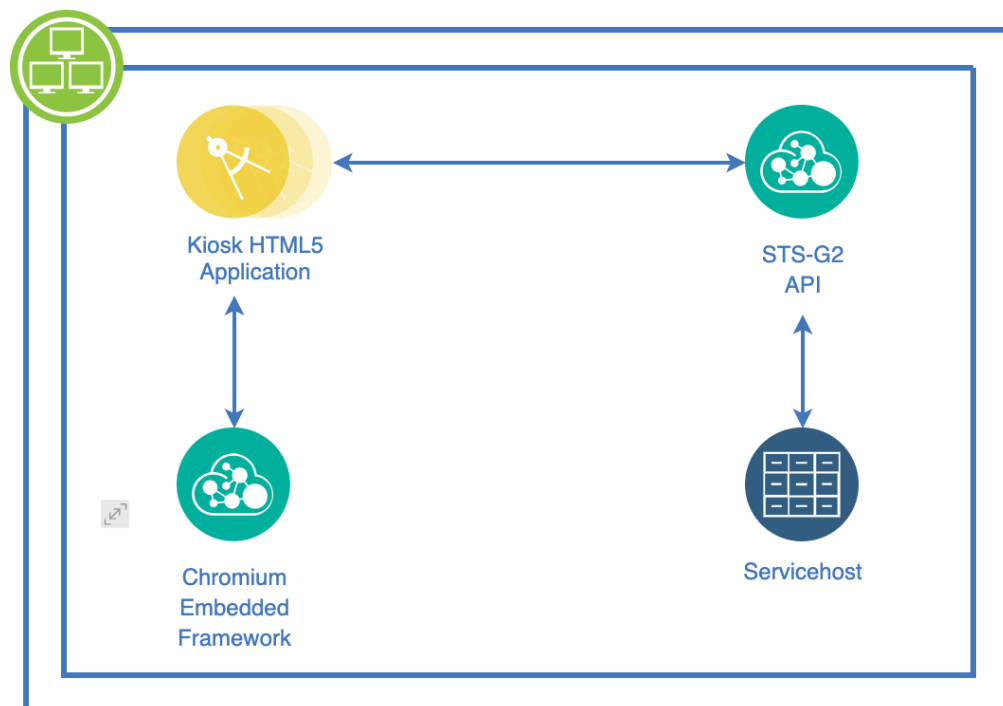 Kiosk HTML5
Application
STS-G2
API
Chromium
Embedded
Framework
Servicehost